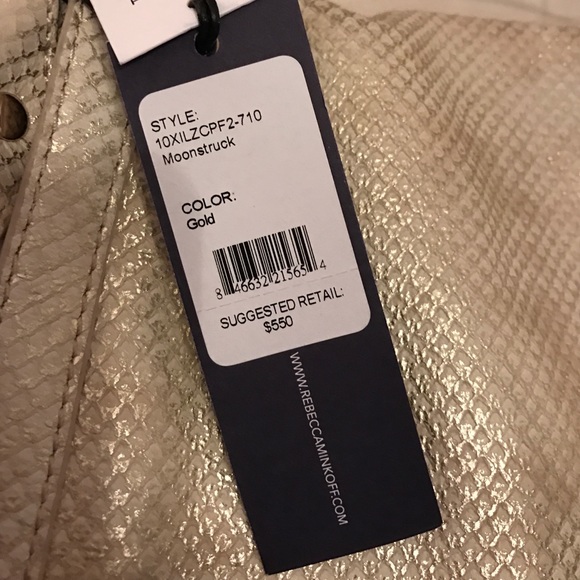 STYLE:
10XILZCPF2-710
Moonstruck
COLOR:
Gold
8 46632 21565 4
SUGGESTED RETAIL:
$550
WWW.REBECCAMINKOFF.COM